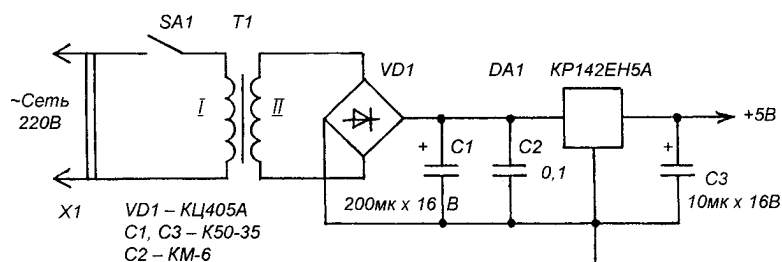 SA1 T1
VD1 DA1 КР142ЕН5А
~Сеть
220В
I II
+5В
+ C1 C2 + C3
0,1
200мк х 16 В 10мк х 16В
X1
VD1 – КЦ405А
C1, C3 – К50-35
C2 – КМ-6